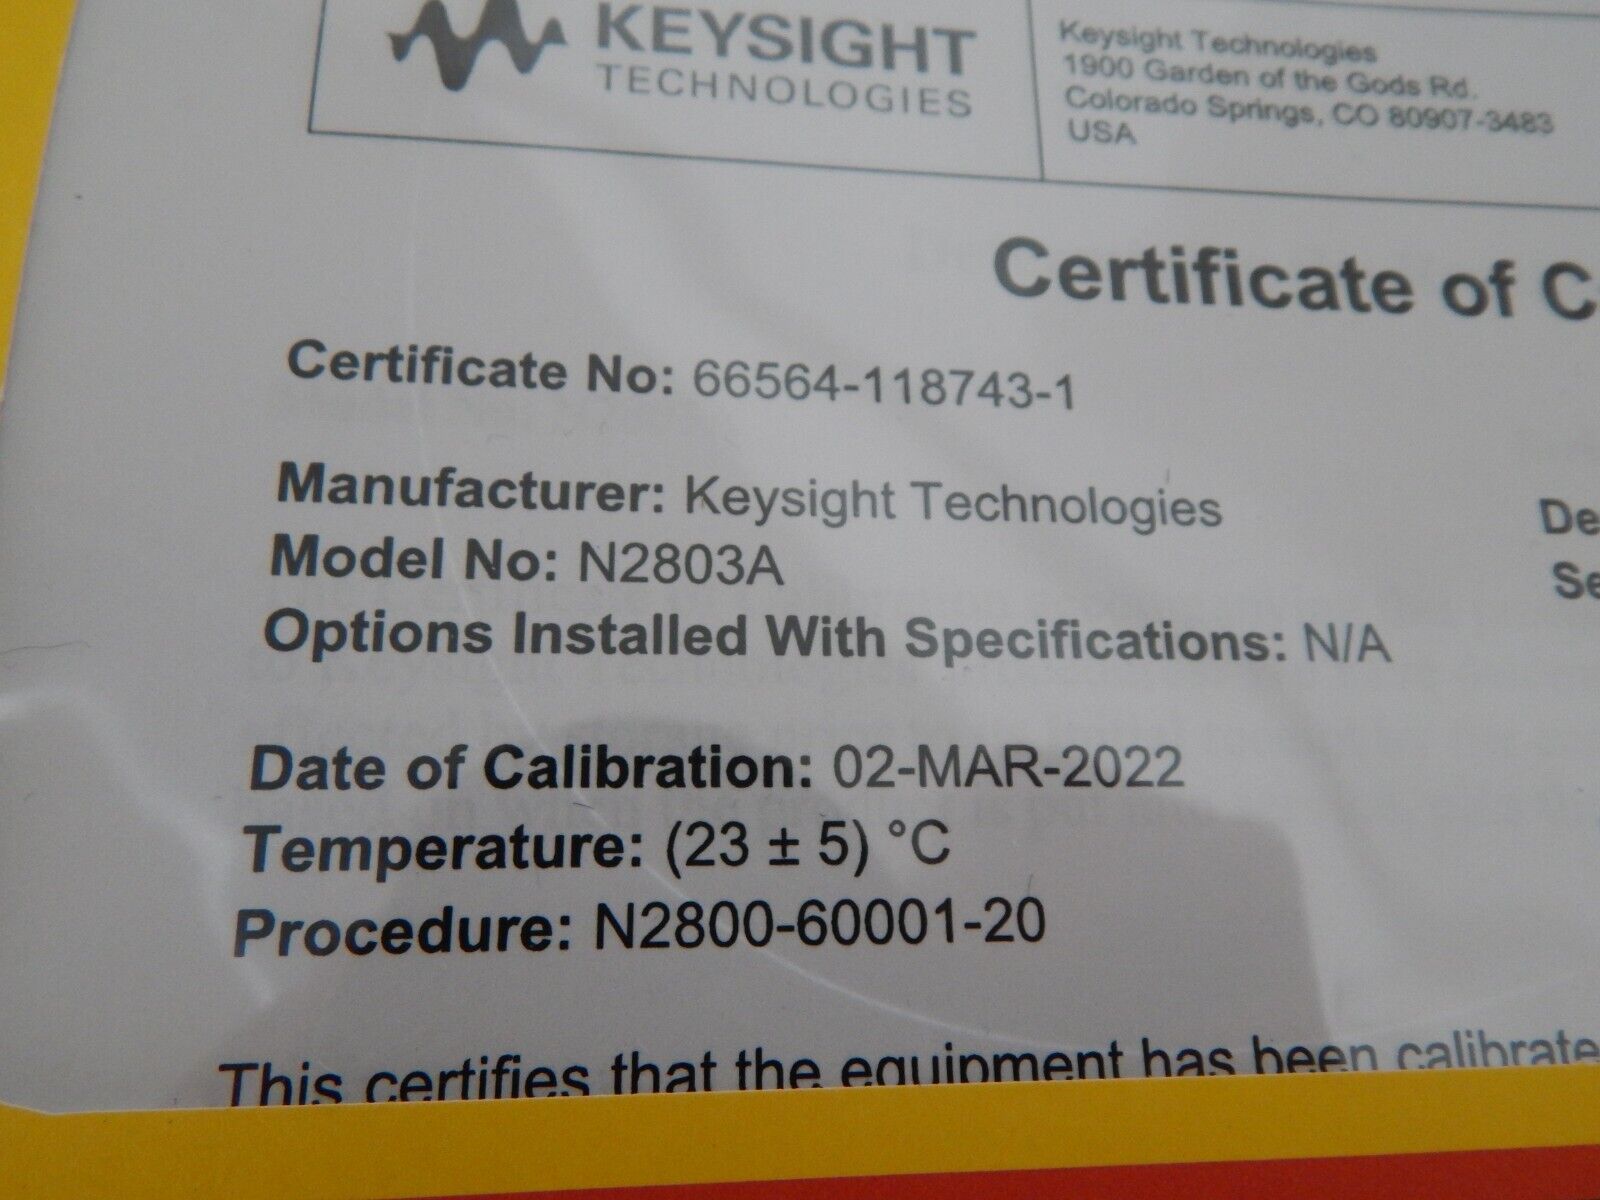 KEYSIGHT
TECHNOLOGIES
Keysight Technologies
1900 Garden of the Gods Rd.
Colorado Springs, CO 80907-3483
USA
Certificate of C
Certificate No: 66564-118743-1
Manufacturer: Keysight Technologies
De
Model No: N2803A
Se
Options Installed With Specifications: N/A
Date of Calibration: 02-MAR-2022
Temperature: (23 ± 5) °C
Procedure: N2800-60001-20
This certifies that the equipment has been calibrate